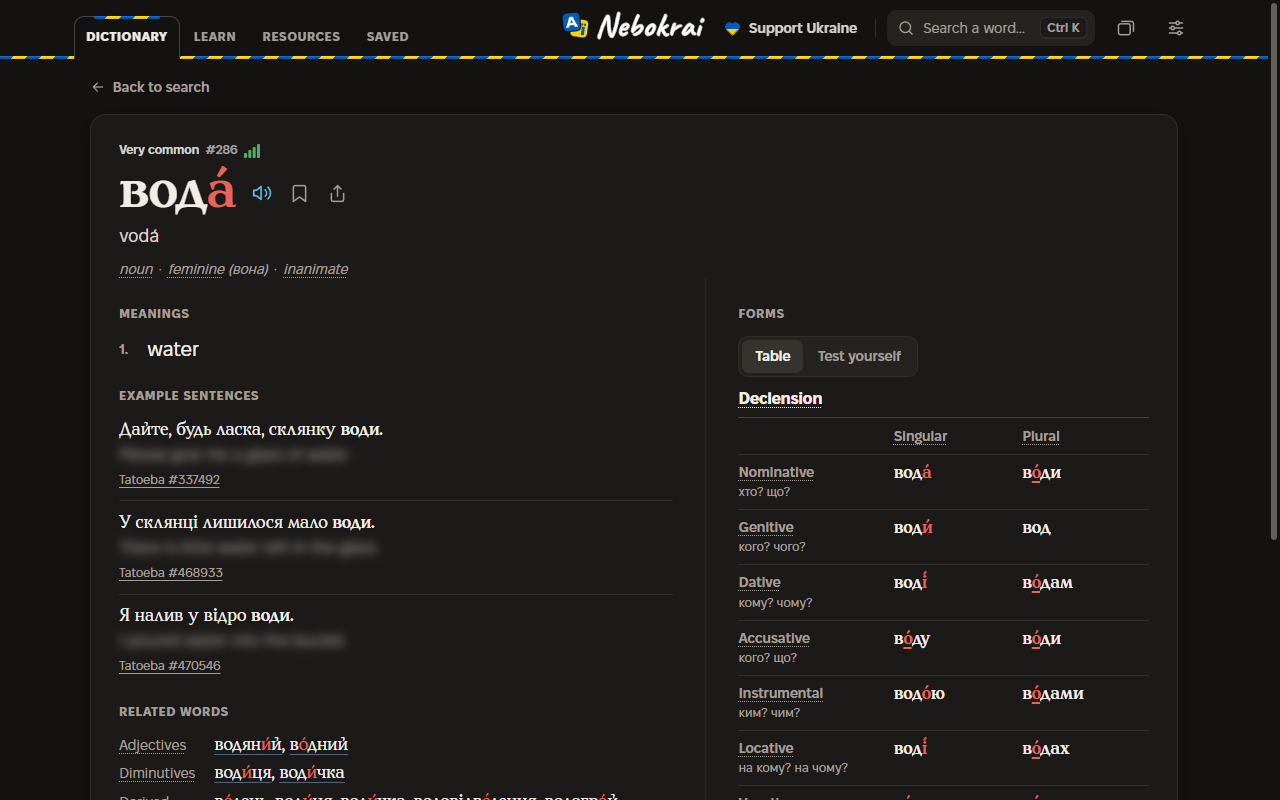 DICTIONARY
LEARN
RESOURCES
SAVED
Nebokrai
Support Ukraine
Search a word...
Ctrl K
Back to search
Very common #286
вода́
vodá
noun · feminine (вона) · inanimate
MEANINGS
1. water
EXAMPLE SENTENCES
Дайте, будь ласка, склянку води.
Tatoeba #337492
У склянці лишилося мало води.
Tatoeba #468933
Я налив у відро води.
Tatoeba #470546
RELATED WORDS
Adjectives водяни́й, во́дний
Diminutives води́ця, води́чка
FORMS
Table
Test yourself
Declension
Singular Plural
Nominative вода́ во́ди
хто? що?
Genitive води́ вод
кого? чого?
Dative воді́ во́дам
кому? чому?
Accusative во́ду во́ди
кого? що?
Instrumental водо́ю во́дами
ким? чим?
Locative воді́ во́дах
на кому? на чому?